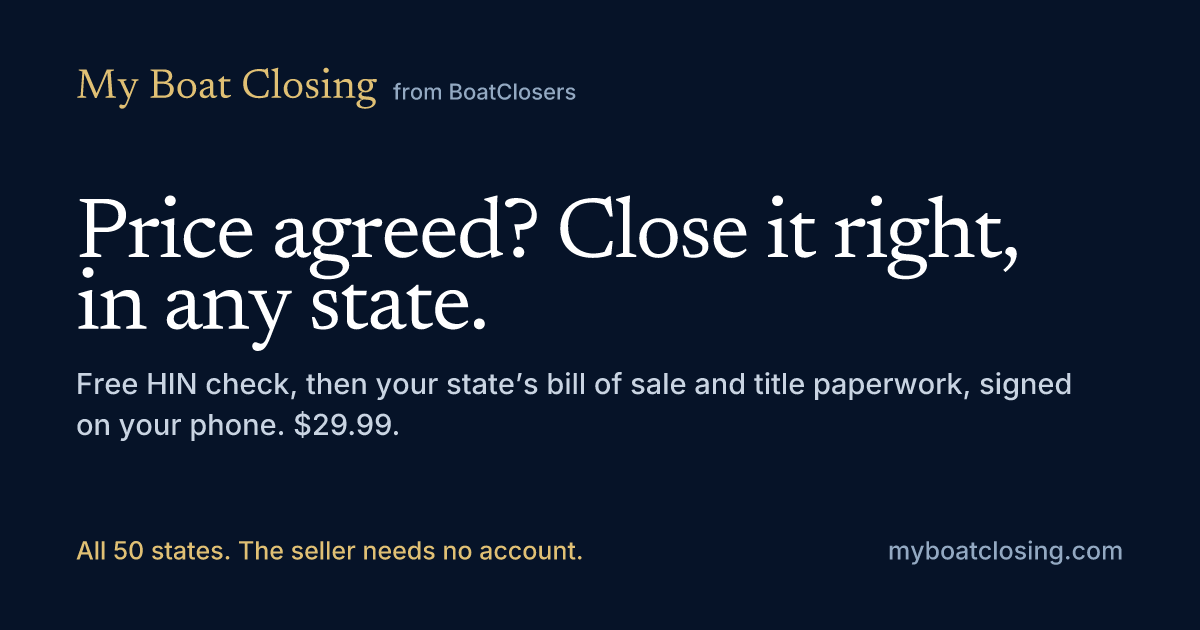 My Boat Closing from BoatClosers
Price agreed? Close it right,
in any state.
Free HIN check, then your state’s bill of sale and title paperwork, signed
on your phone. $29.99.
All 50 states. The seller needs no account.
myboatclosing.com